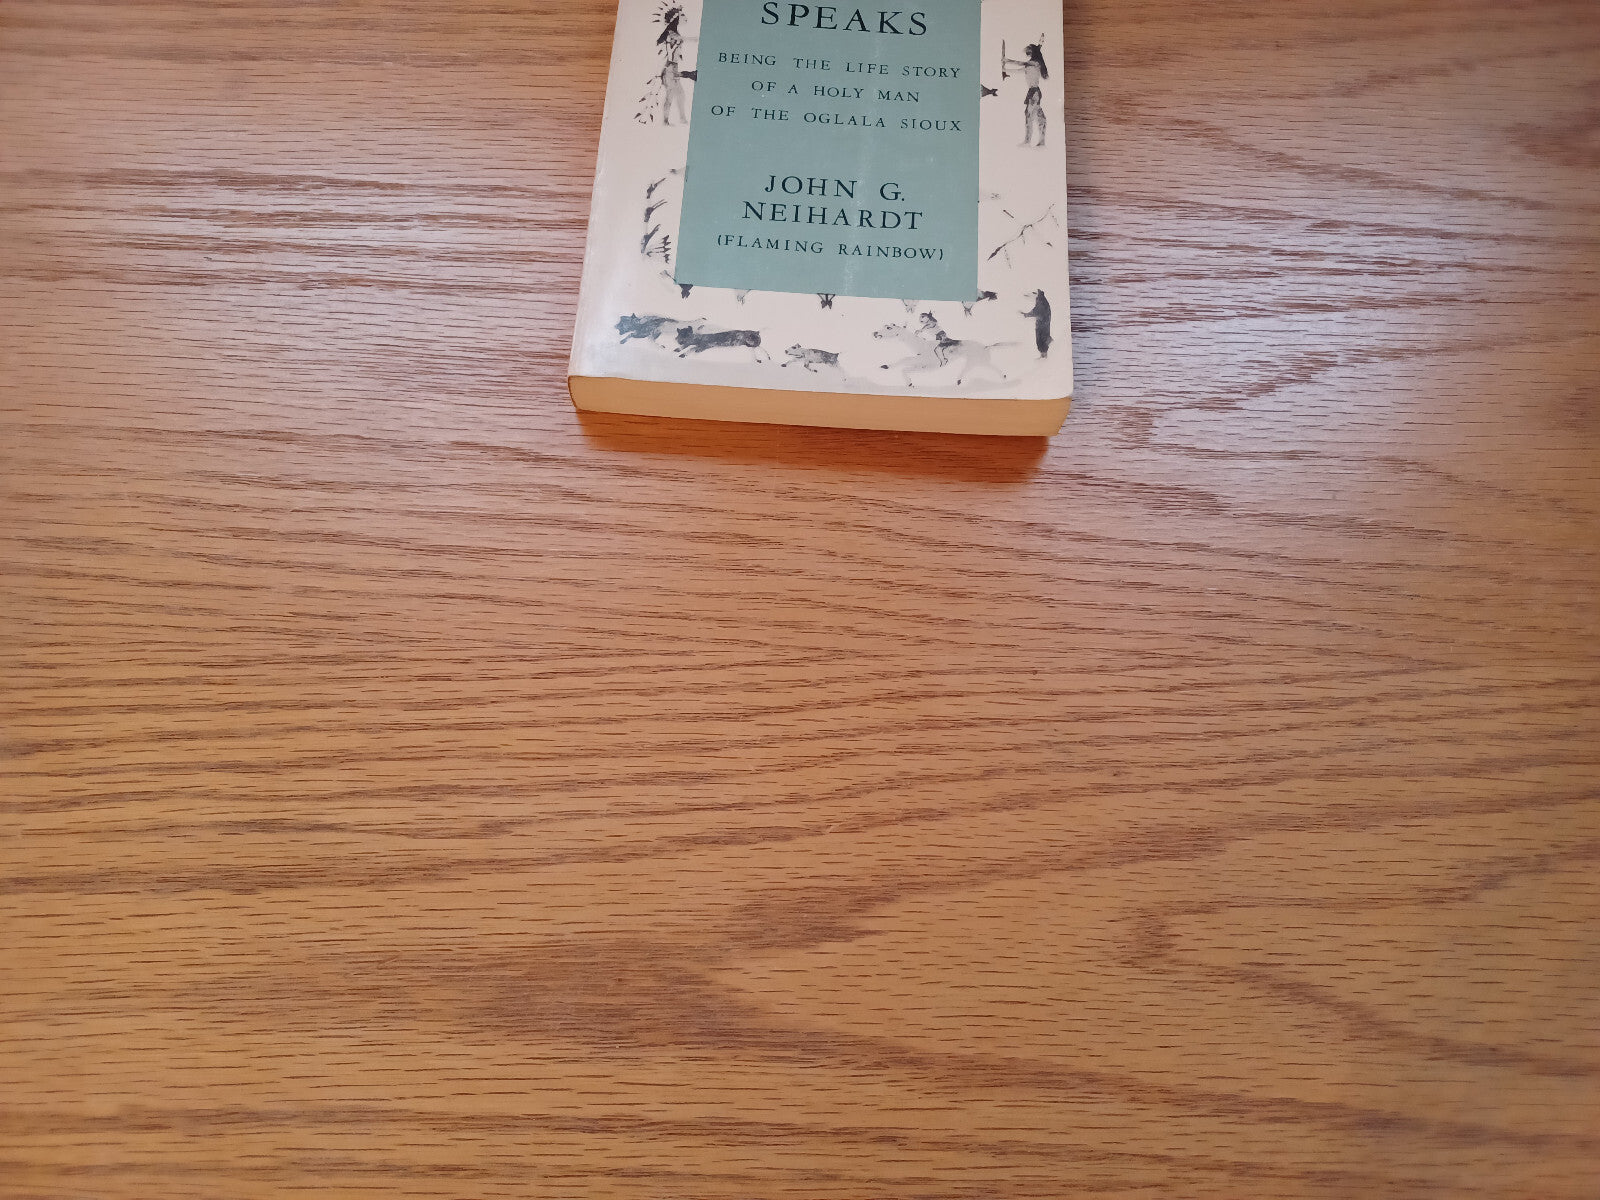 SPEAKS
BEING THE LIFE STORY
OF A HOLY MAN
OF THE OGLALA SIOUX
JOHN G.
NEIHARDT
(FLAMING RAINBOW)